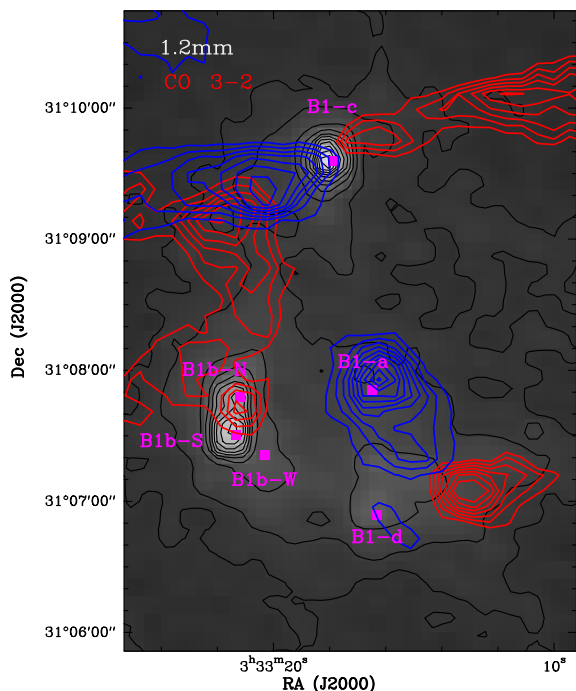 1.2mm
CO 3-2
B1-c
31°10′00″
31°09′00″
31°08′00″
B1-a
B1b-N
B1b-S
B1b-W
31°07′00″
B1-d
31°06′00″
Dec (J2000)
3ʰ33ᵐ20ˢ
10ˢ
RA (J2000)